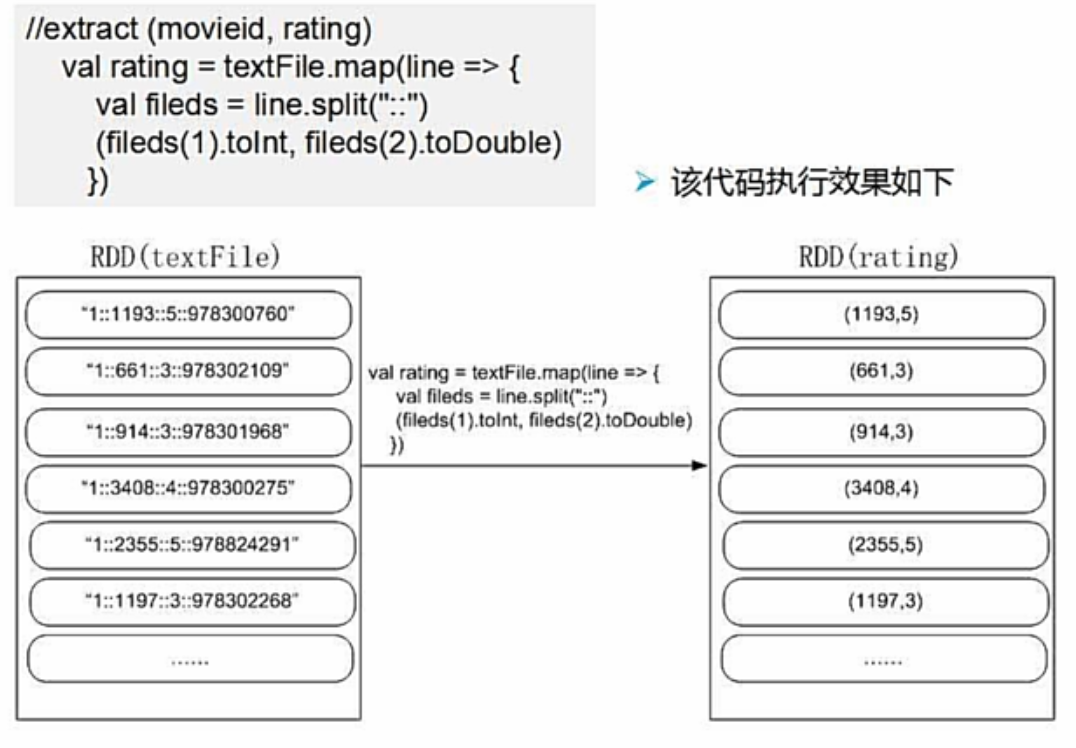 //extract (movieid, rating)
val rating = textFile.map(line => {
val fileds = line.split("::")
(fileds(1).toInt, fileds(2).toDouble)
})
➢ 该代码执行效果如下
RDD(textFile)
"1::1193::5::978300760"
"1::661::3::978302109"
"1::914::3::978301968"
"1::3408::4::978300275"
"1::2355::5::978824291"
"1::1197::3::978302268"
......
val rating = textFile.map(line => {
val fileds = line.split("::")
(fileds(1).toInt, fileds(2).toDouble)
})
RDD(rating)
(1193,5)
(661,3)
(914,3)
(3408,4)
(2355,5)
(1197,3)
......